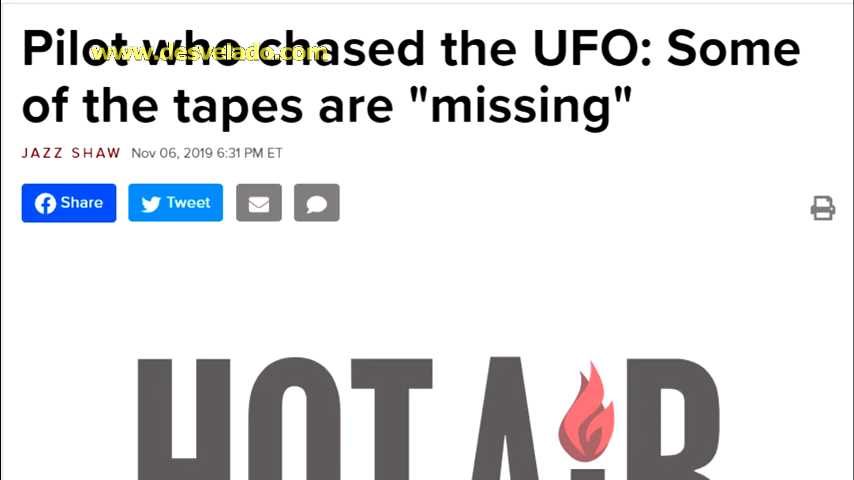 Pilot who chased the UFO: Some
www.desvelado.com
of the tapes are "missing"
JAZZ SHAW Nov 06, 2019 6:31 PM ET
Share Tweet
HOT AIR